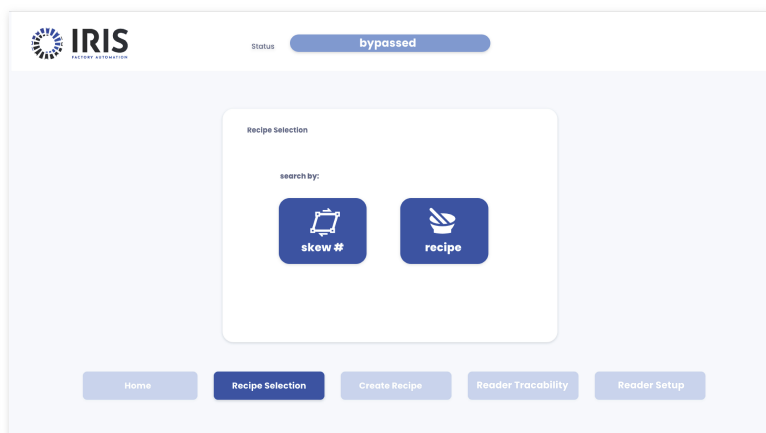 IRIS
FACTORY AUTOMATION
Status
bypassed
Recipe Selection
search by:
skew #
recipe
Home
Recipe Selection
Create Recipe
Reader Tracability
Reader Setup